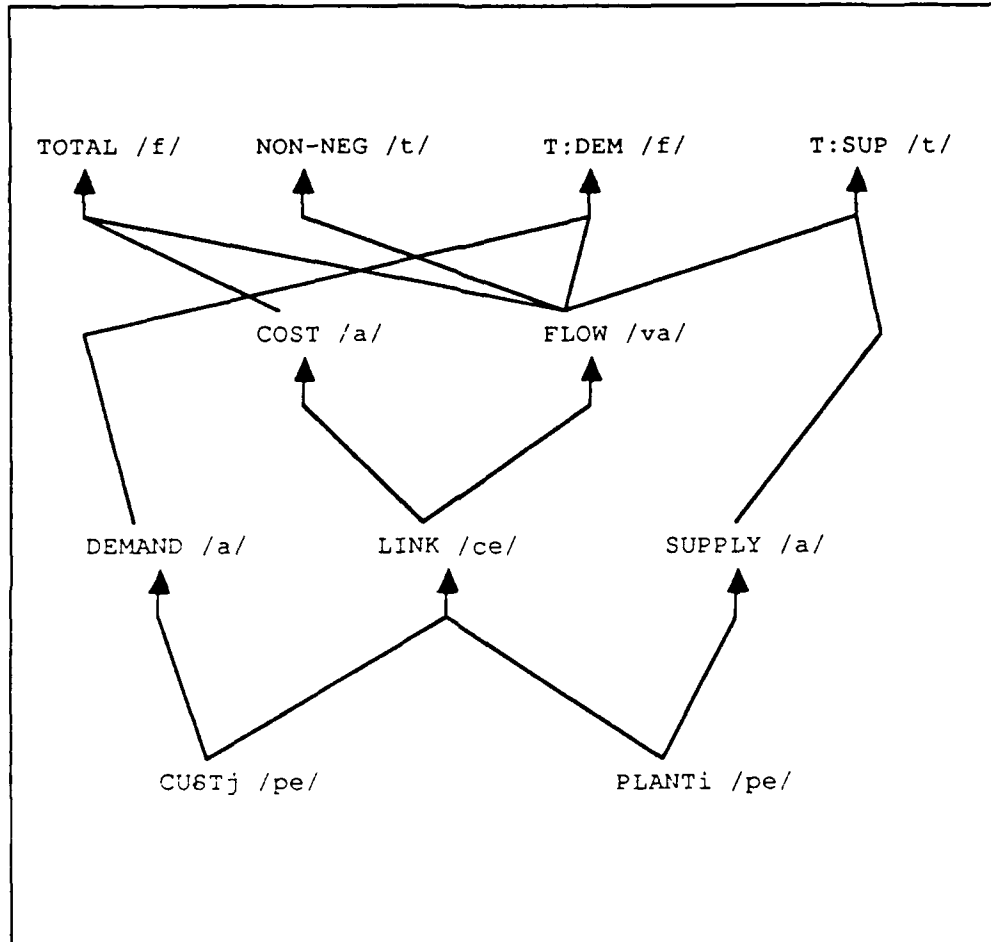 TOTAL /f/ NON-NEG /t/ T:DEM /f/ T:SUP /t/
COST /a/ FLOW /va/
DEMAND /a/ LINK /ce/ SUPPLY /a/
CUSTj /pe/ PLANTi /pe/